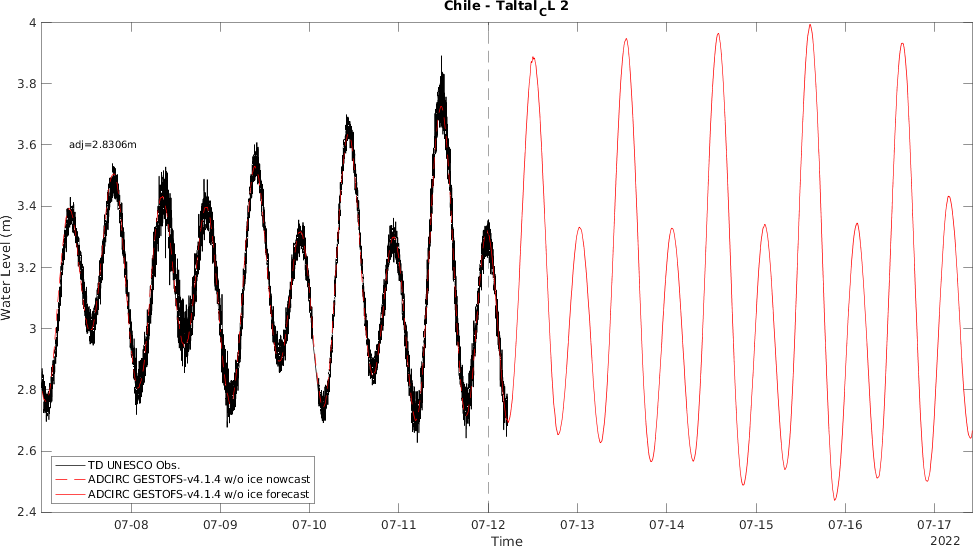 Chile - Taltal_CL 2
4
3.8
3.6
3.4
3.2
3
2.8
2.6
2.4
Water Level (m)
adj=2.8306m
TD UNESCO Obs.
ADCIRC GESTOFS-v4.1.4 w/o ice nowcast
ADCIRC GESTOFS-v4.1.4 w/o ice forecast
07-08 07-09 07-10 07-11 07-12 07-13 07-14 07-15 07-16 07-17
Time
2022